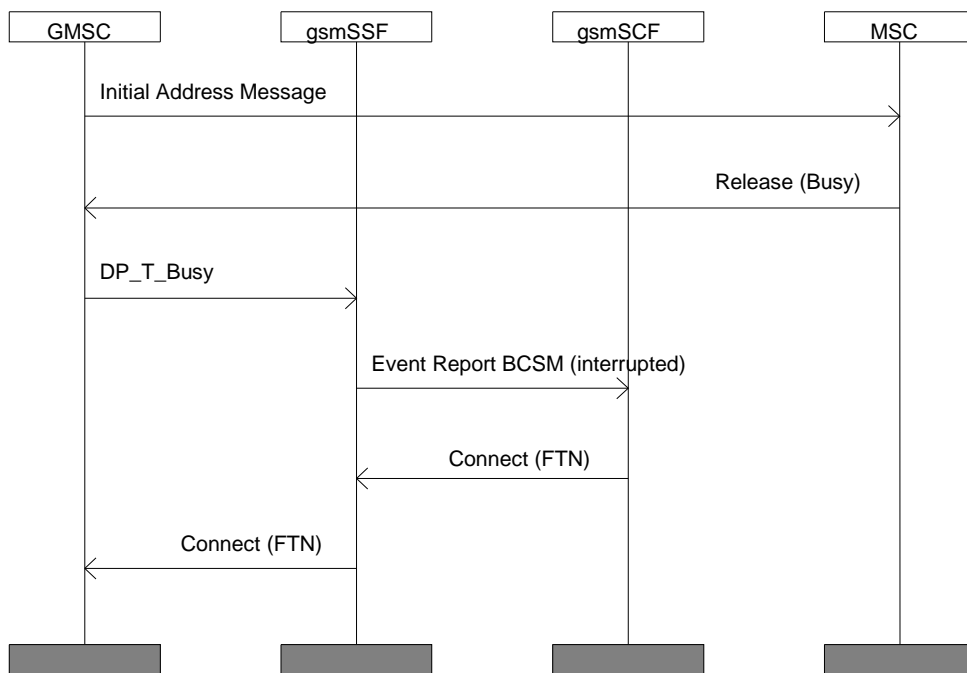 GMSC
gsmSSF
gsmSCF
MSC
Initial Address Message
Release (Busy)
DP_T_Busy
Event Report BCSM (interrupted)
Connect (FTN)
Connect (FTN)